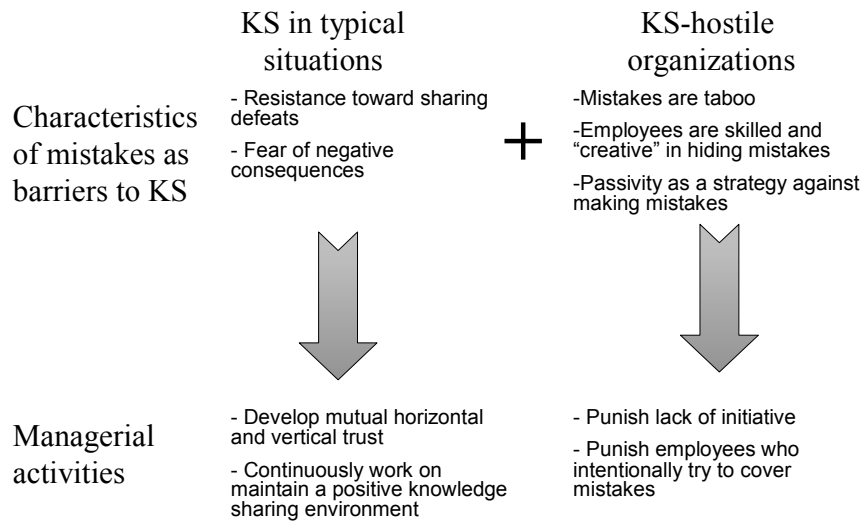 KS in typical
situations
KS-hostile
organizations
Characteristics
of mistakes as
barriers to KS
- Resistance toward sharing
defeats
- Fear of negative
consequences
+
-Mistakes are taboo
-Employees are skilled and
“creative” in hiding mistakes
-Passivity as a strategy against
making mistakes
Managerial
activities
- Develop mutual horizontal
and vertical trust
- Continuously work on
maintain a positive knowledge
sharing environment
- Punish lack of initiative
- Punish employees who
intentionally try to cover
mistakes